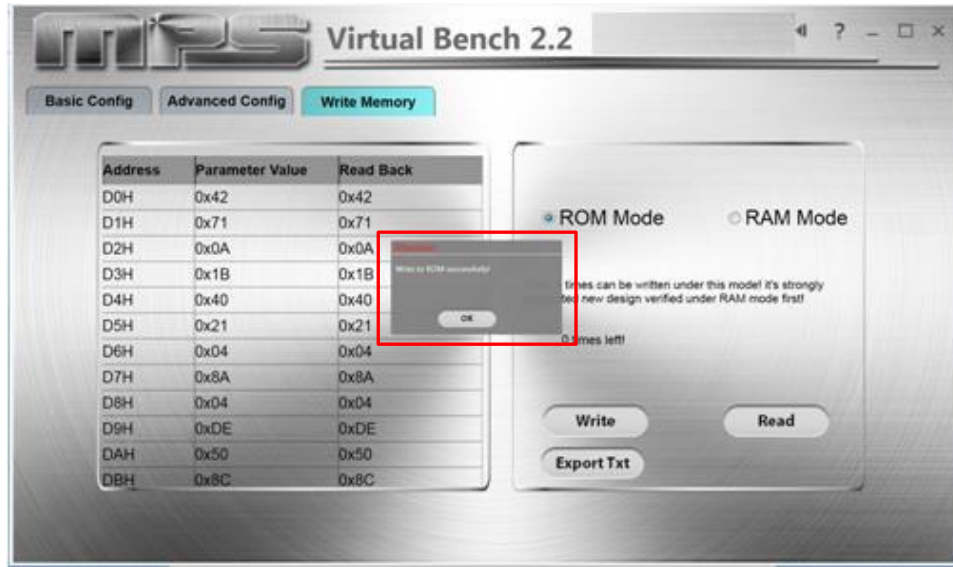 mps Virtual Bench 2.2
Basic Config Advanced Config Write Memory
Address Parameter Value Read Back
D0H 0x42 0x42
D1H 0x71 0x71
D2H 0x0A 0x0A
D3H 0x1B 0x1B
D4H 0x40 0x40
D5H 0x21 0x21
D6H 0x04 0x04
D7H 0x8A 0x8A
D8H 0x04 0x04
D9H 0xDE 0xDE
DAH 0x50 0x50
DBH 0x8C 0x8C
Write to ROM successfully!
OK
ROM Mode RAM Mode
times can be written under this mode! it's strongly
new design verified under RAM mode first!
0 times left!
Write Read
Export Txt